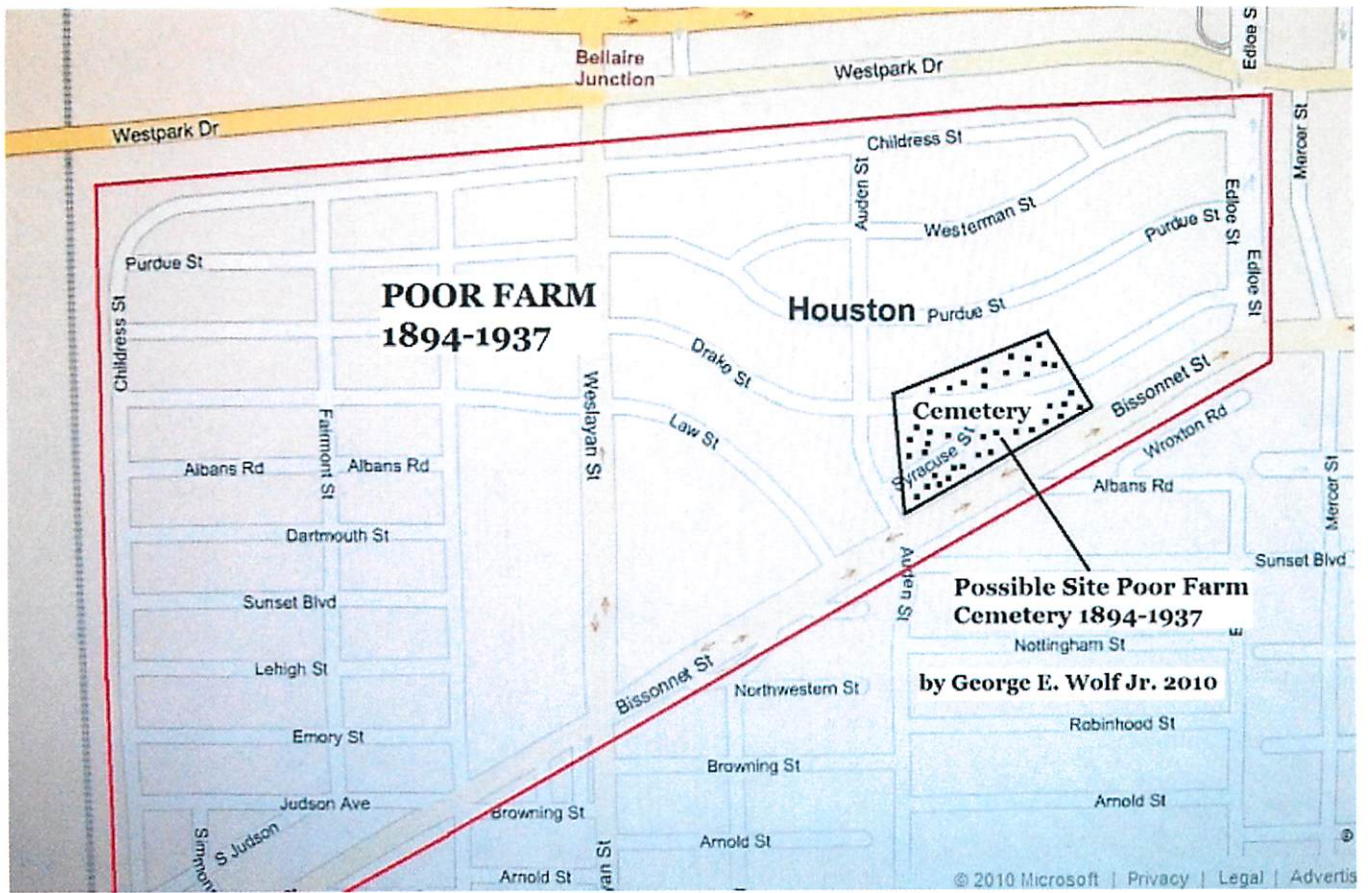 Edloe S
Bellaire
Junction
Westpark Dr
Westpark Dr
Mercer St
Childress St
Auden St
Westerman St
Edloe St
Purdue St
Purdue St
Edloe St
POOR FARM
1894-1937
Houston
Purdue St
Childress St
Drake St
Bissonnet St
Weslayan St
Cemetery
Law St
Wroxton Rd
Fairmont St
Syracuse St
Albans Rd
Albans Rd
Albans Rd
Mercer St
Dartmouth St
Auden St
Sunset Blvd
Possible Site Poor Farm
Cemetery 1894-1937
Sunset Blvd
E
Nottingham St
Lehigh St
by George E. Wolf Jr. 2010
Bissonnet St
Northwestern St
Robinhood St
Emory St
Browning St
Judson Ave
Arnold St
Browning St
S Judson
Simmon
Arnold St
an St
Arnold St
© 2010 Microsoft | Privacy | Legal | Advertis